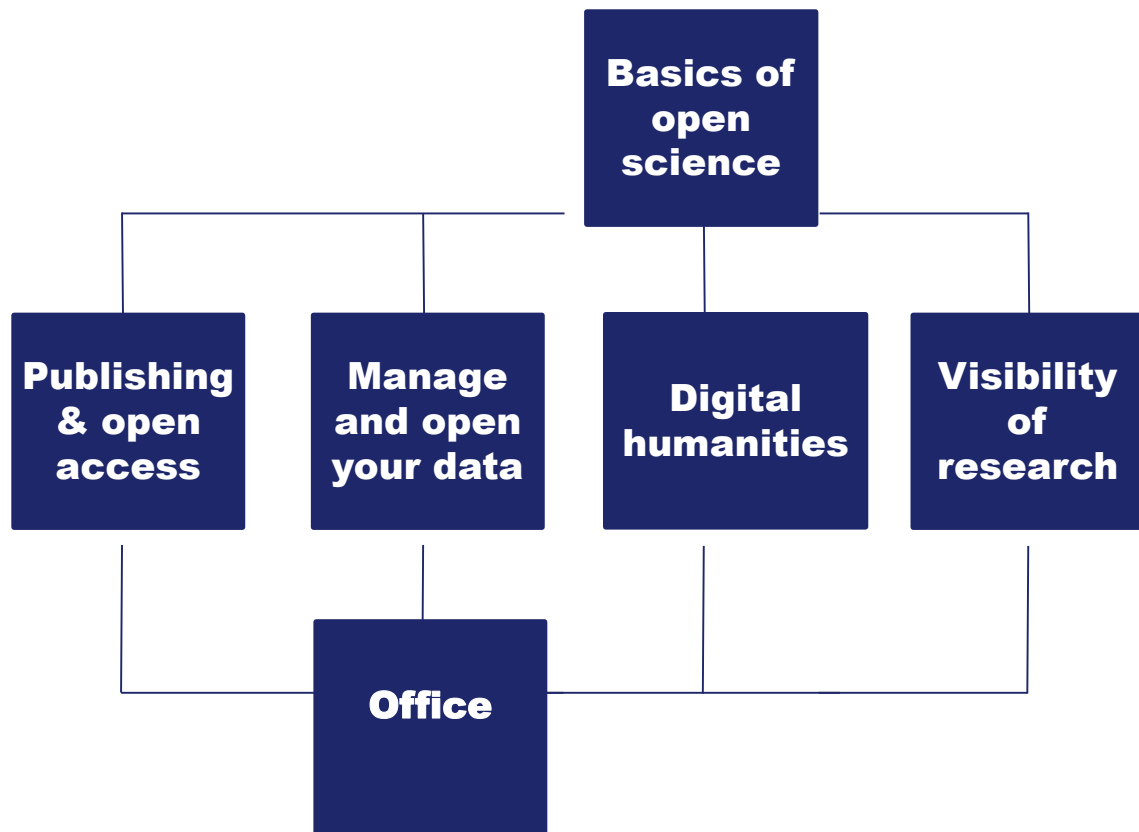 Basics of
open
science
Publishing
& open
access
Manage
and open
your data
Digital
humanities
Visibility
of
research
Office